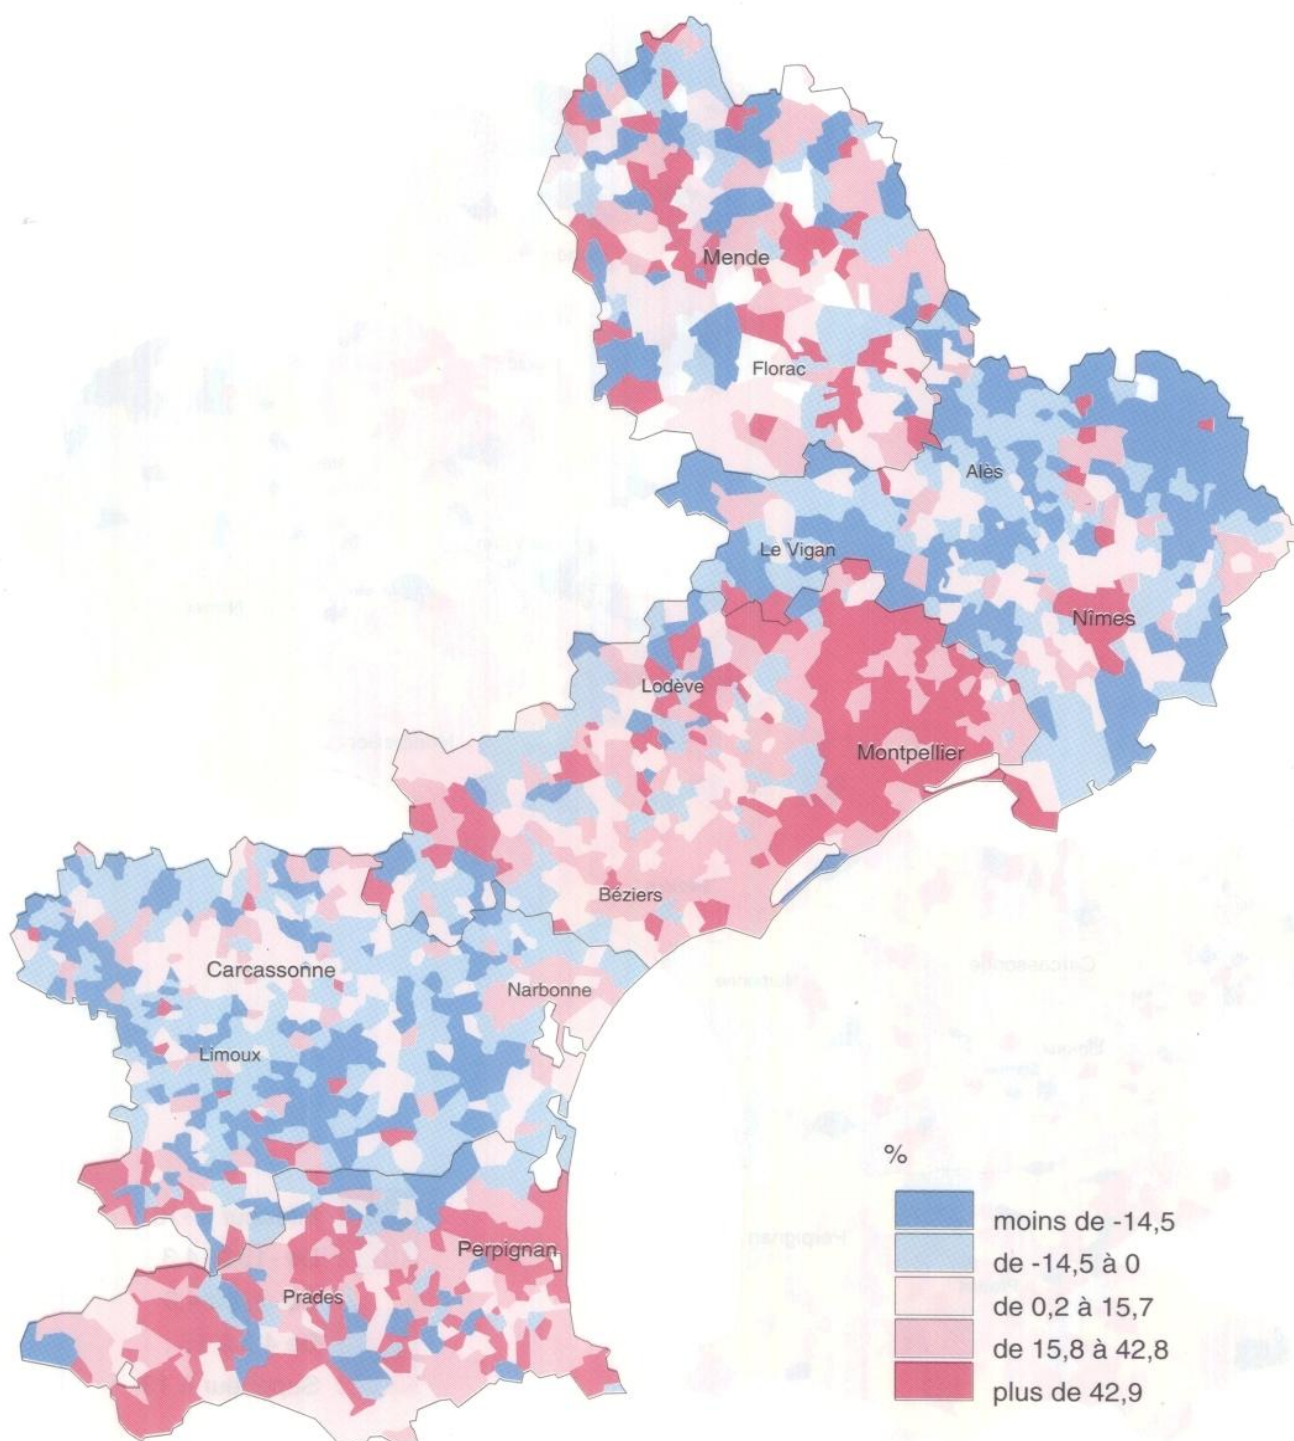 Mende
Florac
Alès
Le Vigan
Nîmes
Lodève
Montpellier
Béziers
Carcassonne
Narbonne
Limoux
Perpignan
Prades
%
moins de -14,5
de -14,5 à 0
de 0,2 à 15,7
de 15,8 à 42,8
plus de 42,9